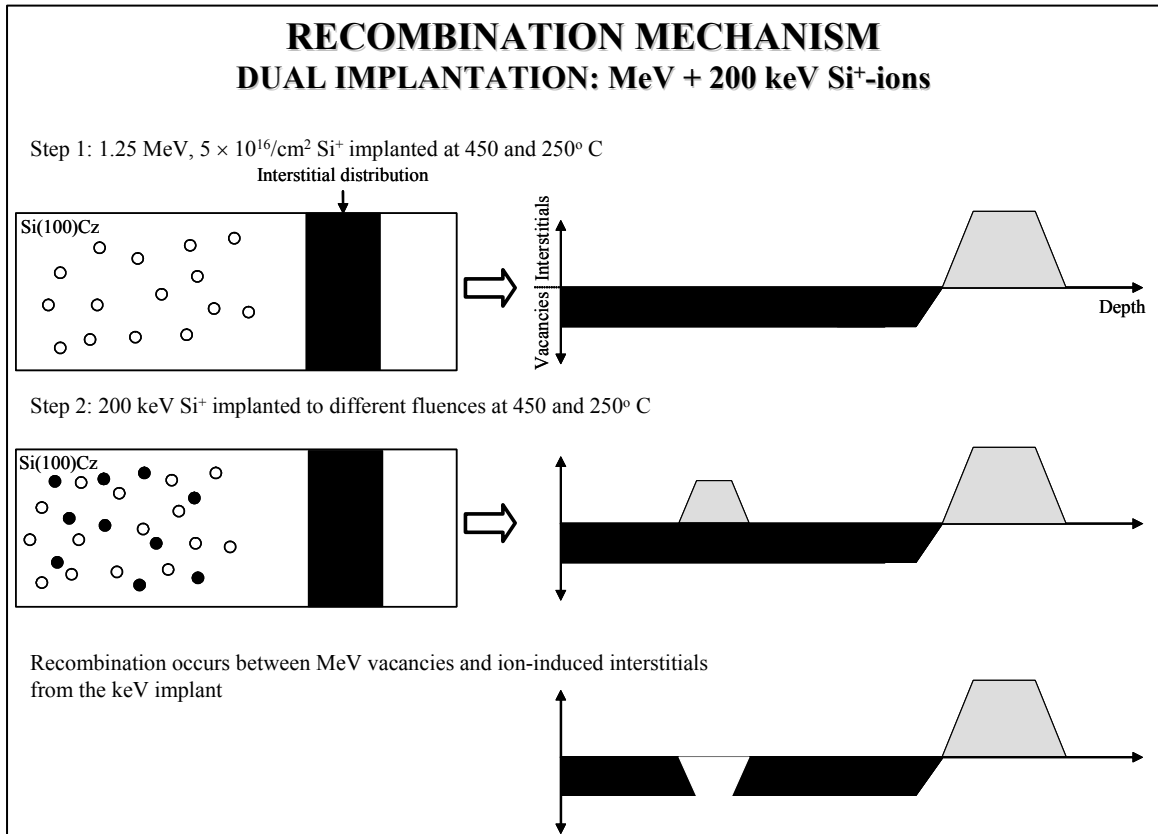 RECOMBINATION MECHANISM
DUAL IMPLANTATION: MeV + 200 keV Si⁺-ions
Step 1: 1.25 MeV, 5 × 10¹⁶/cm² Si⁺ implanted at 450 and 250º C
Interstitial distribution
Si(100)Cz
Interstitials
Vacancies
Depth
Step 2: 200 keV Si⁺ implanted to different fluences at 450 and 250º C
Si(100)Cz
Recombination occurs between MeV vacancies and ion-induced interstitials
from the keV implant